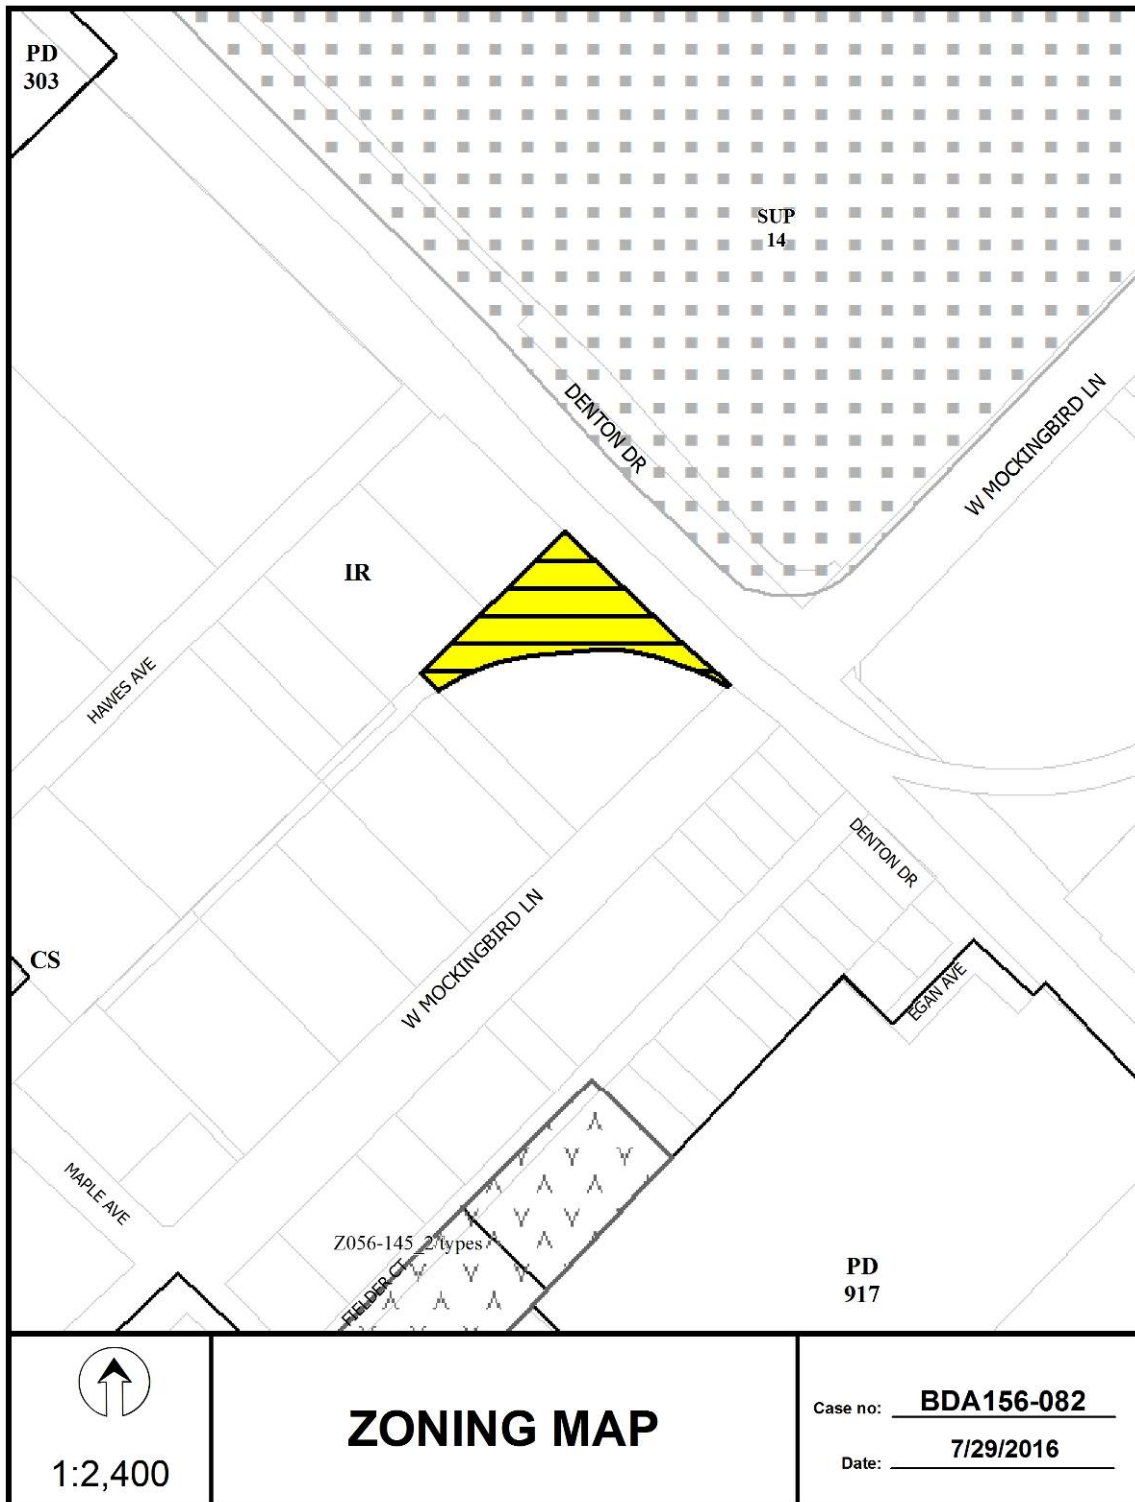 PD
303
SUP
14
DENTON DR
W MOCKINGBIRD LN
IR
HAWES AVE
DENTON DR
W MOCKINGBIRD LN
CS
EGAN AVE
MAPLE AVE
Z056-145_2 types
FIELDER CT
PD
917
1:2,400
ZONING MAP
Case no: BDA156-082
Date: 7/29/2016